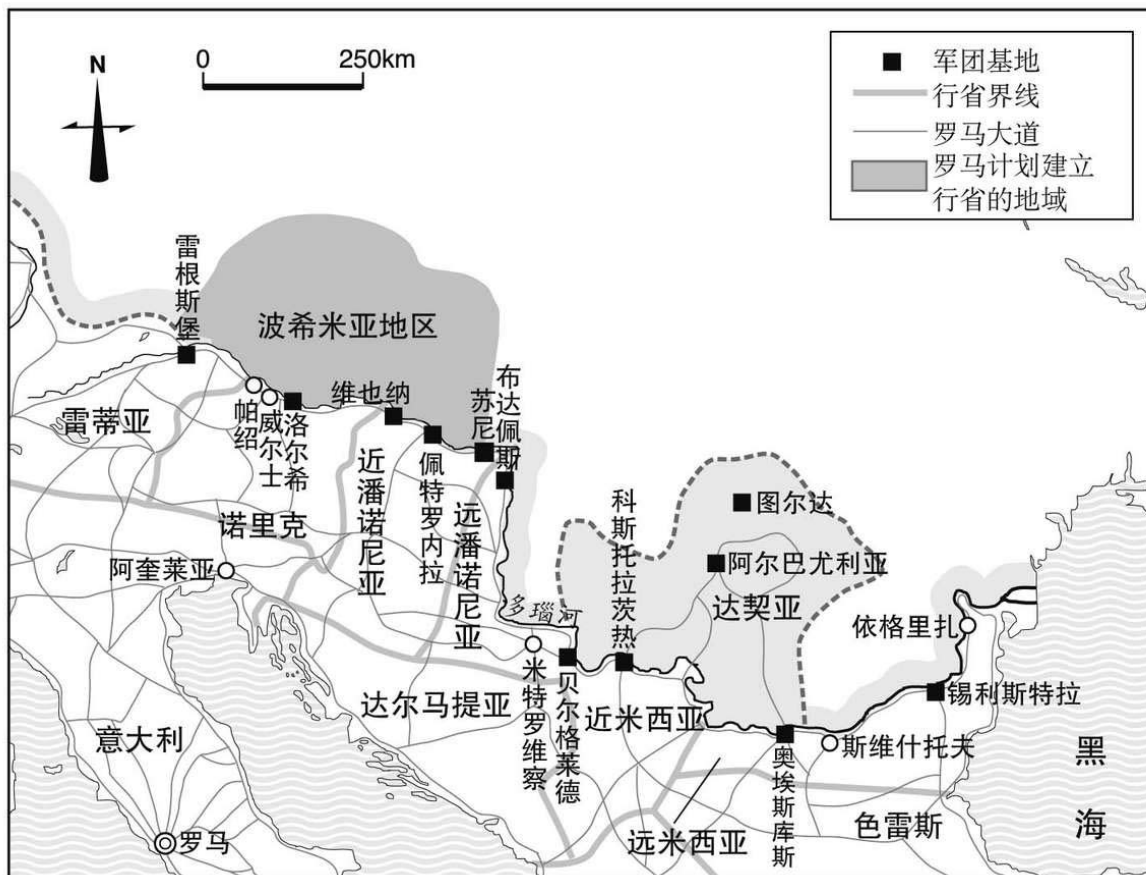 N
0
250km
军团基地
行省界线
罗马大道
罗马计划建立
行省的地域
雷根斯堡
波希米亚地区
维也纳
苏尼
布达佩斯
雷蒂亚
帕绍
威尔士
洛尔希
近潘诺尼亚
佩特罗内拉
远潘诺尼亚
诺里克
阿奎莱亚
科斯托拉茨热
图尔达
阿尔巴尤利亚
达契亚
多瑙河
依格里扎
锡利斯特拉
米特罗维察
贝尔格莱德
达尔马提亚
近米西亚
意大利
斯维什托夫
奥埃斯库斯
远米西亚
色雷斯
黑海
罗马